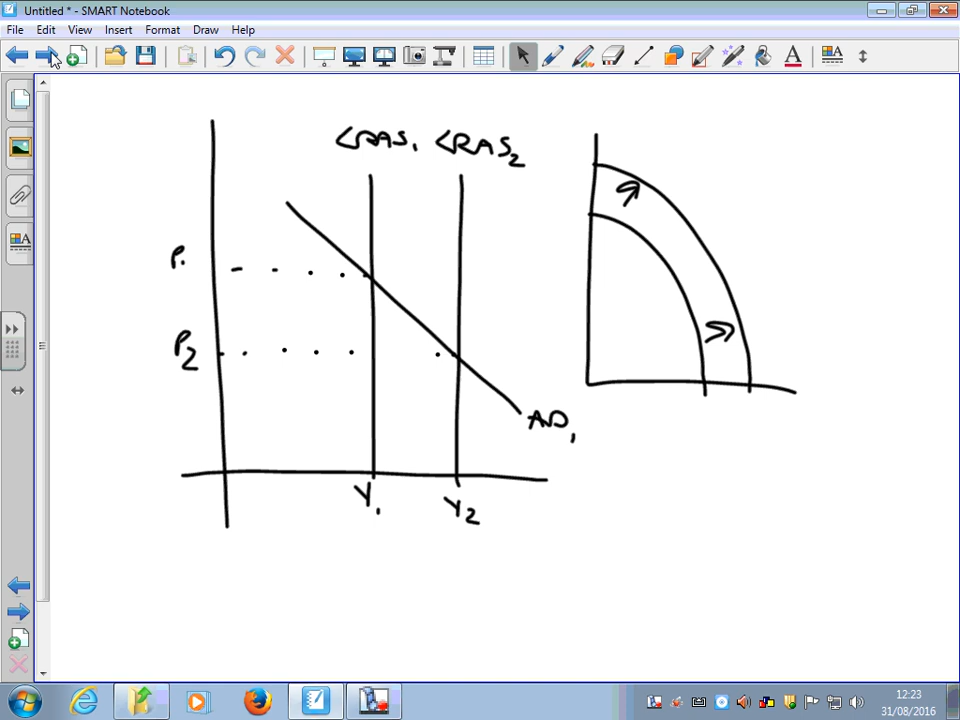 Untitled * - SMART Notebook
File Edit View Insert Format Draw Help
LRAS1 LRAS2
P1
P2
AD1
Y1 Y2
12:23
31/08/2016